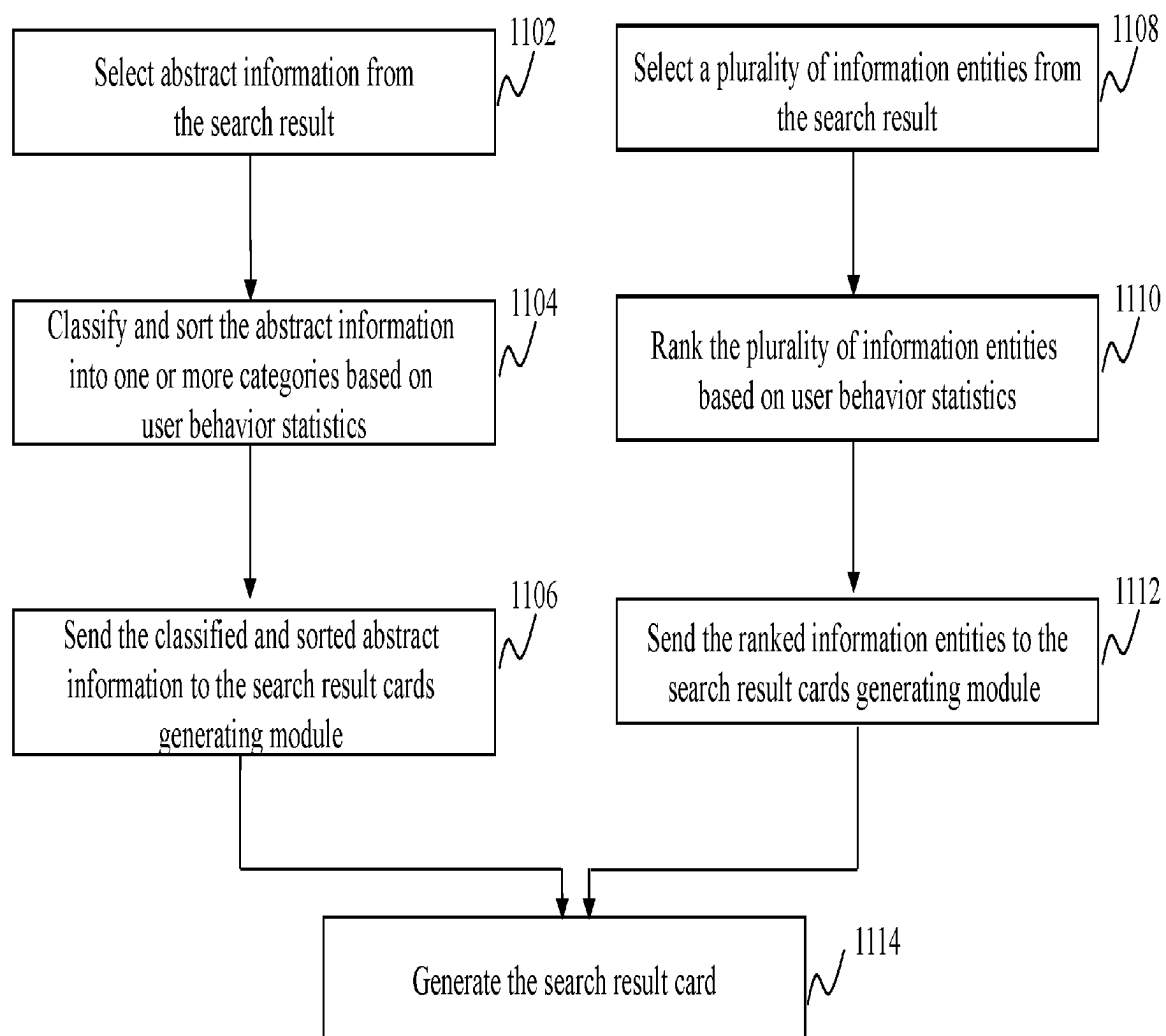 1102
Select abstract information from
the search result
1104
Classify and sort the abstract information
into one or more categories based on
user behavior statistics
1106
Send the classified and sorted abstract
information to the search result cards
generating module
1108
Select a plurality of information entities from
the search result
1110
Rank the plurality of information entities
based on user behavior statistics
1112
Send the ranked information entities to the
search result cards generating module
1114
Generate the search result card